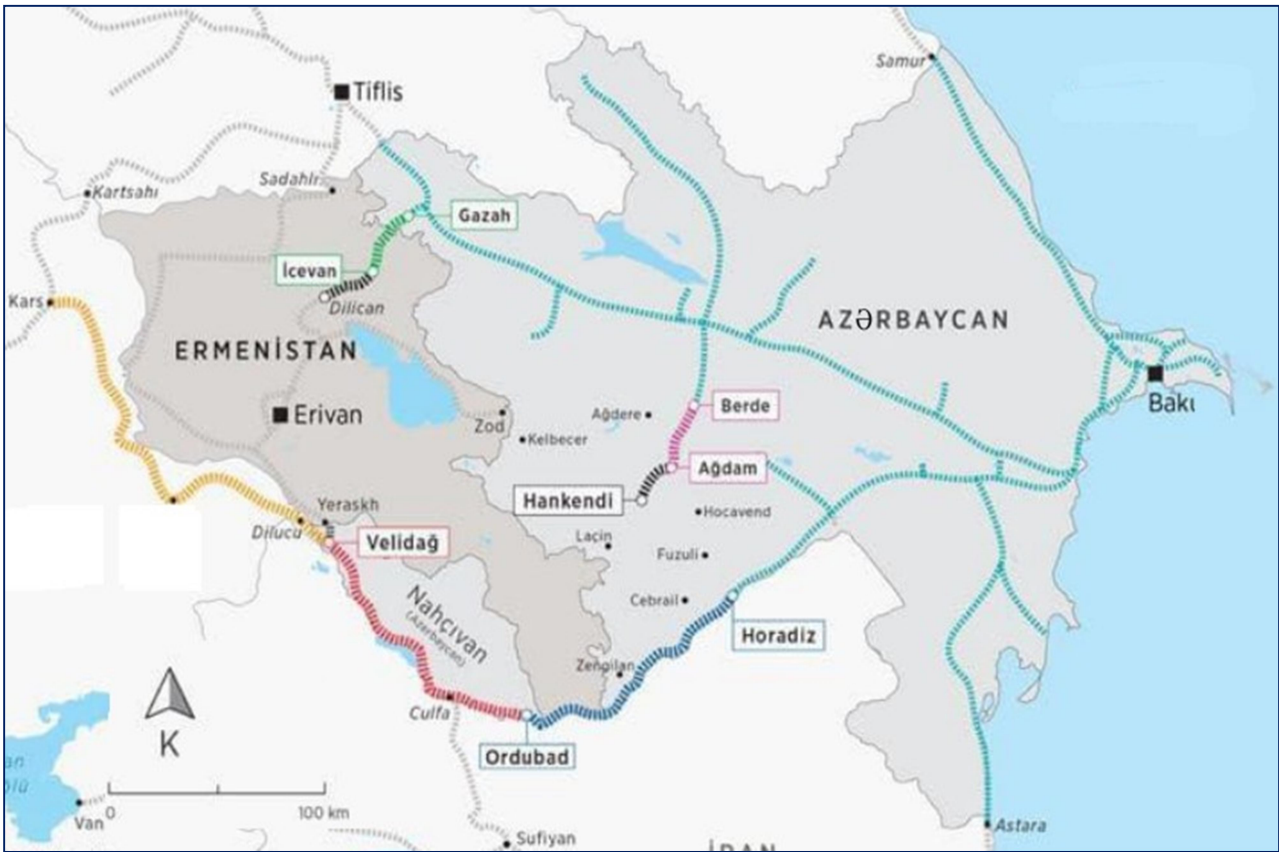 Samur
Tiflis
Sadahlı
Kartsahı
Gazah
İcevan
Dilican
Kars
AZƏRBAYCAN
ERMENİSTAN
Bakı
Erivan
Berde
Ağdere
Zod
Kelbecer
Ağdam
Hankendi
Yeraskh
Hocavend
Dilucu
Velidağ
Laçin
Fuzuli
Nahçıvan
(Azerbaycan)
Cebrail
Horadiz
Zengilan
Culfa
K
Ordubad
0
100 km
Van
Astara
Sufiyan
İRAN